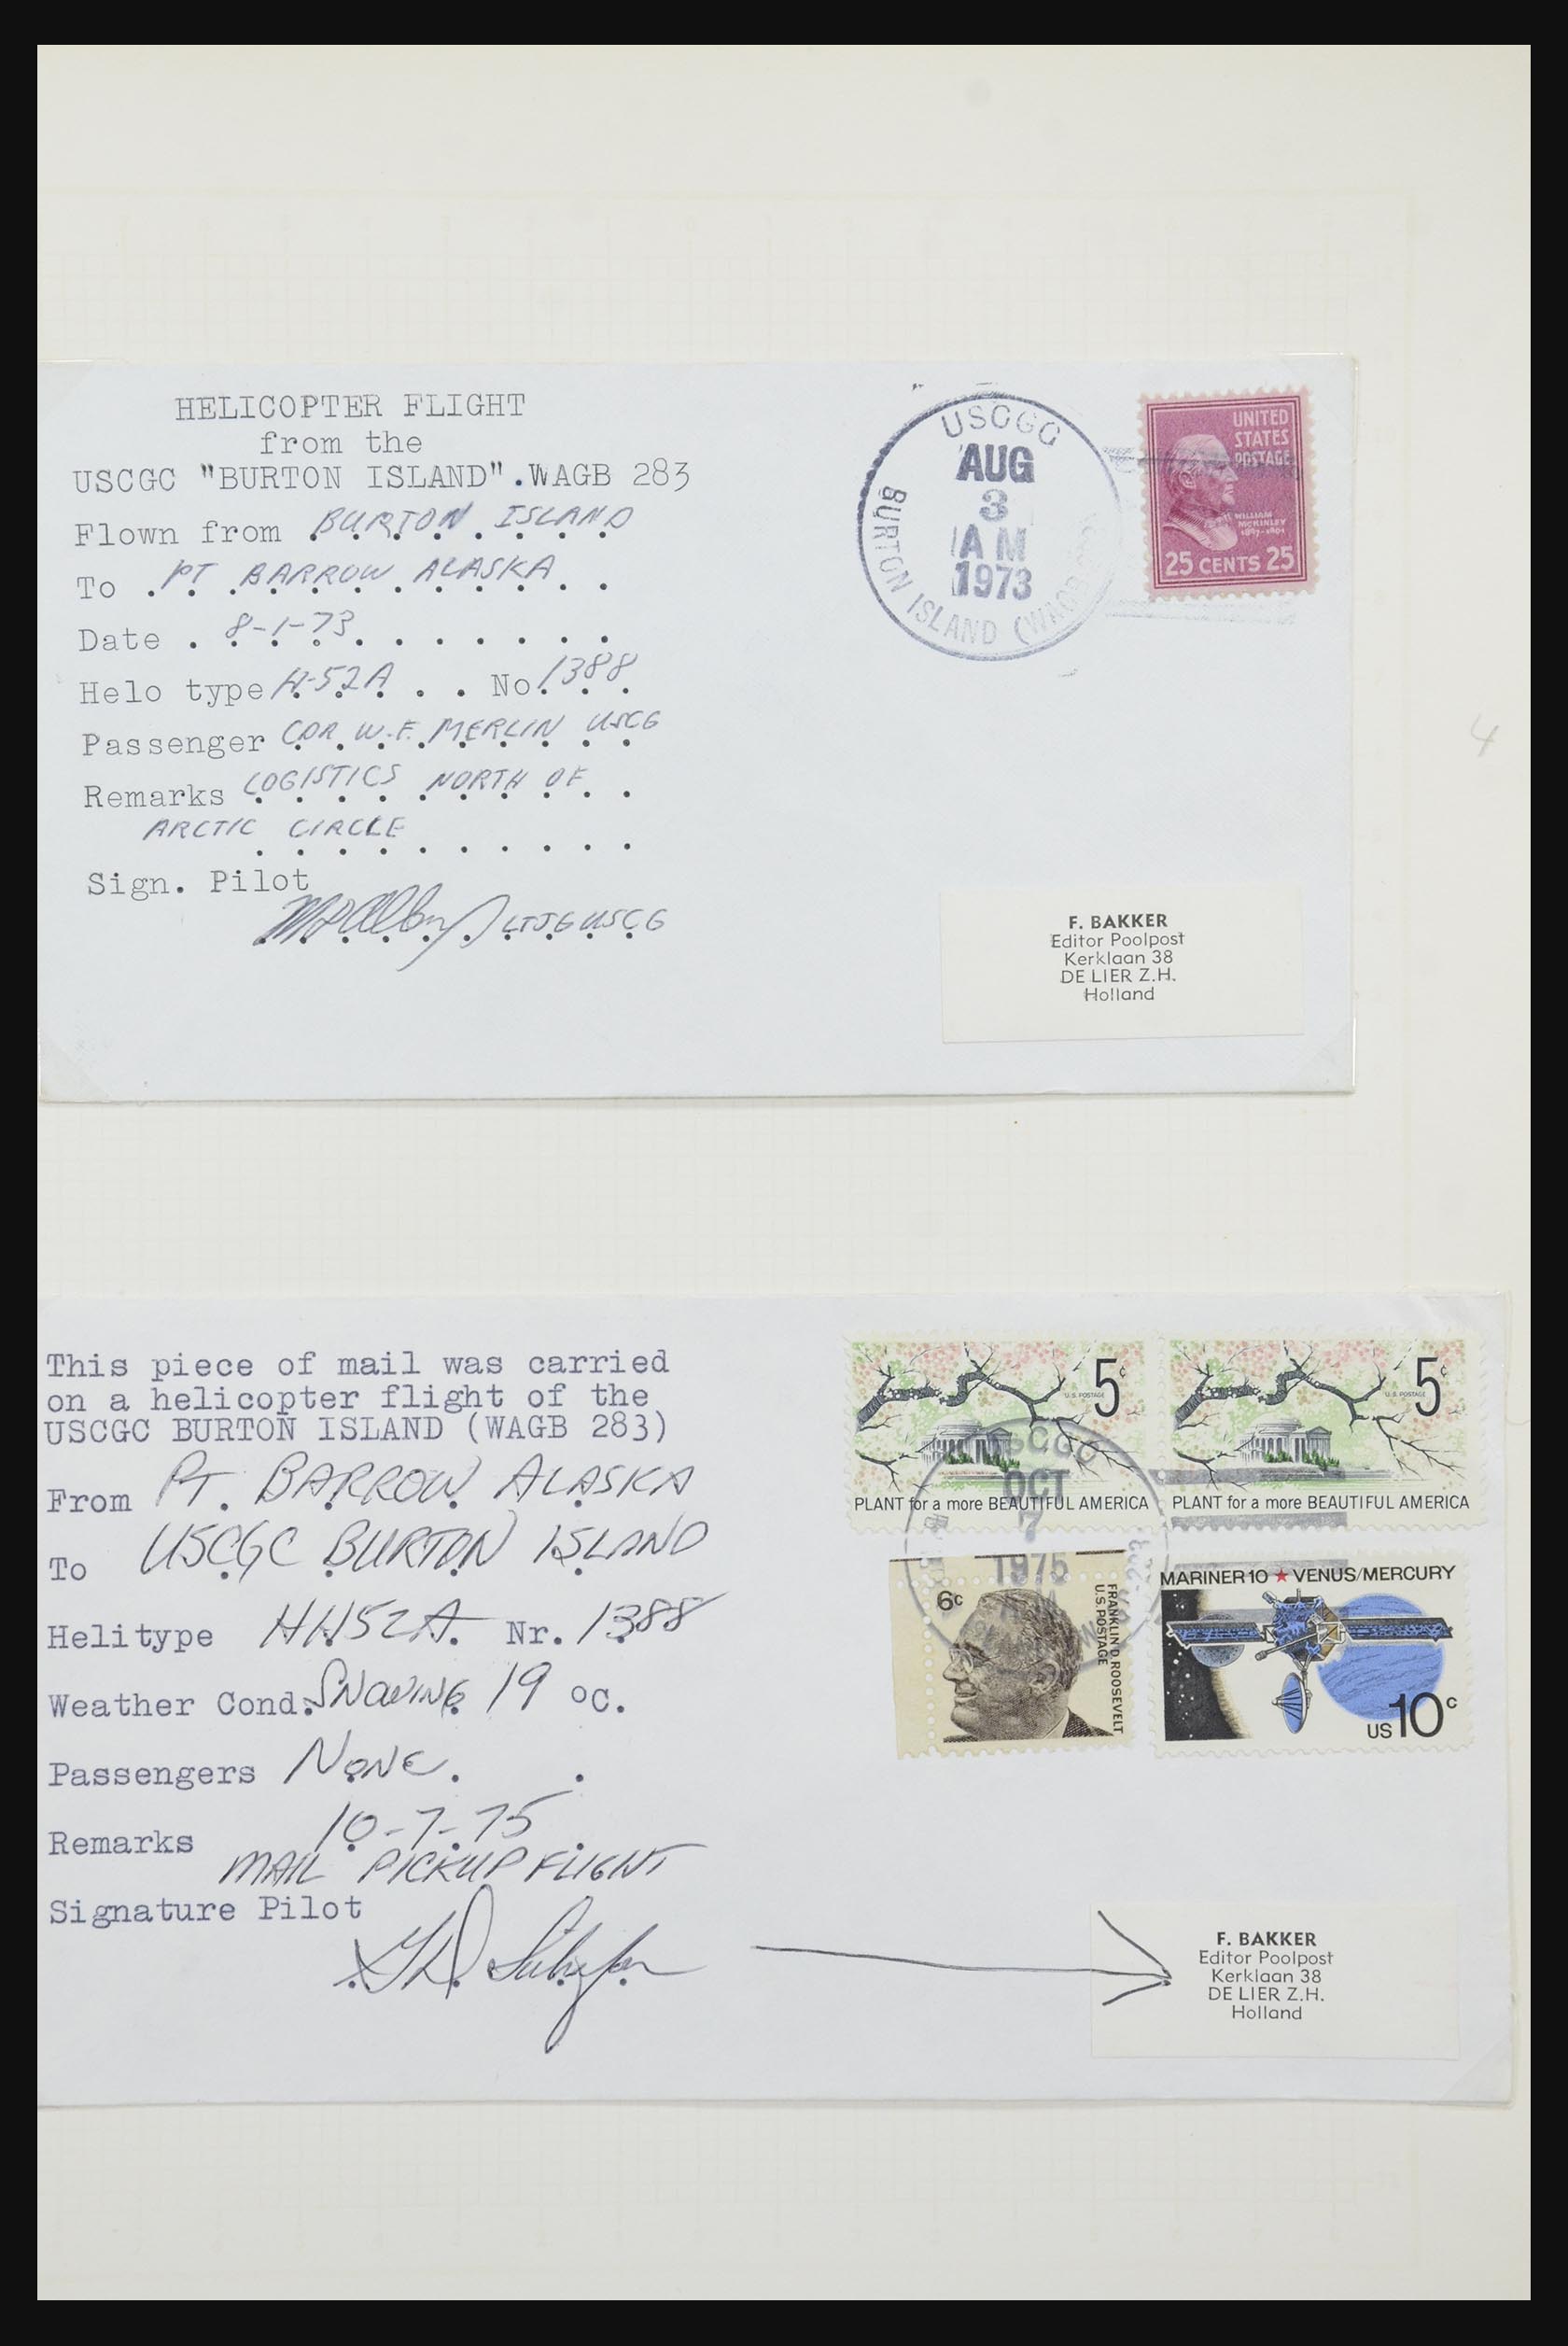 HELICOPTER FLIGHT
from the
USCGC "BURTON ISLAND".WAGB 283
Flown from BURTON ISLAND
To PT BARROW ALASKA
Date 8-1-73
Helo type H-52A No. 1388
Passenger CDR. W.F. MERLIN USCG
Remarks LOGISTICS NORTH OF
ARCTIC CIRCLE
Sign. Pilot
LTJG USCG
USCGC
AUG
3
AM
1973
BURTON ISLAND (WAGB
UNITED
STATES
POSTAGE
WILLIAM
MCKINLEY
1897-1901
25 CENTS 25
F. BAKKER
Editor Poolpost
Kerklaan 38
DE LIER Z.H.
Holland
4
This piece of mail was carried
on a helicopter flight of the
USCGC BURTON ISLAND (WAGB 283)
From PT. BARROW ALASKA
To USCGC BURTON ISLAND
Helitype HH52A Nr. 1388
Weather Cond. SNOWING 19 °C.
Passengers NONE.
Remarks 10-7-75
MAIL PICKUP FLIGHT
Signature Pilot
5c
U.S. POSTAGE
PLANT for a more BEAUTIFUL AMERICA
5c
U.S. POSTAGE
PLANT for a more BEAUTIFUL AMERICA
USCGC
OCT
7
1975
6c
FRANKLIN D. ROOSEVELT
U.S. POSTAGE
MARINER 10 ★ VENUS/MERCURY
US 10c
F. BAKKER
Editor Poolpost
Kerklaan 38
DE LIER Z.H.
Holland